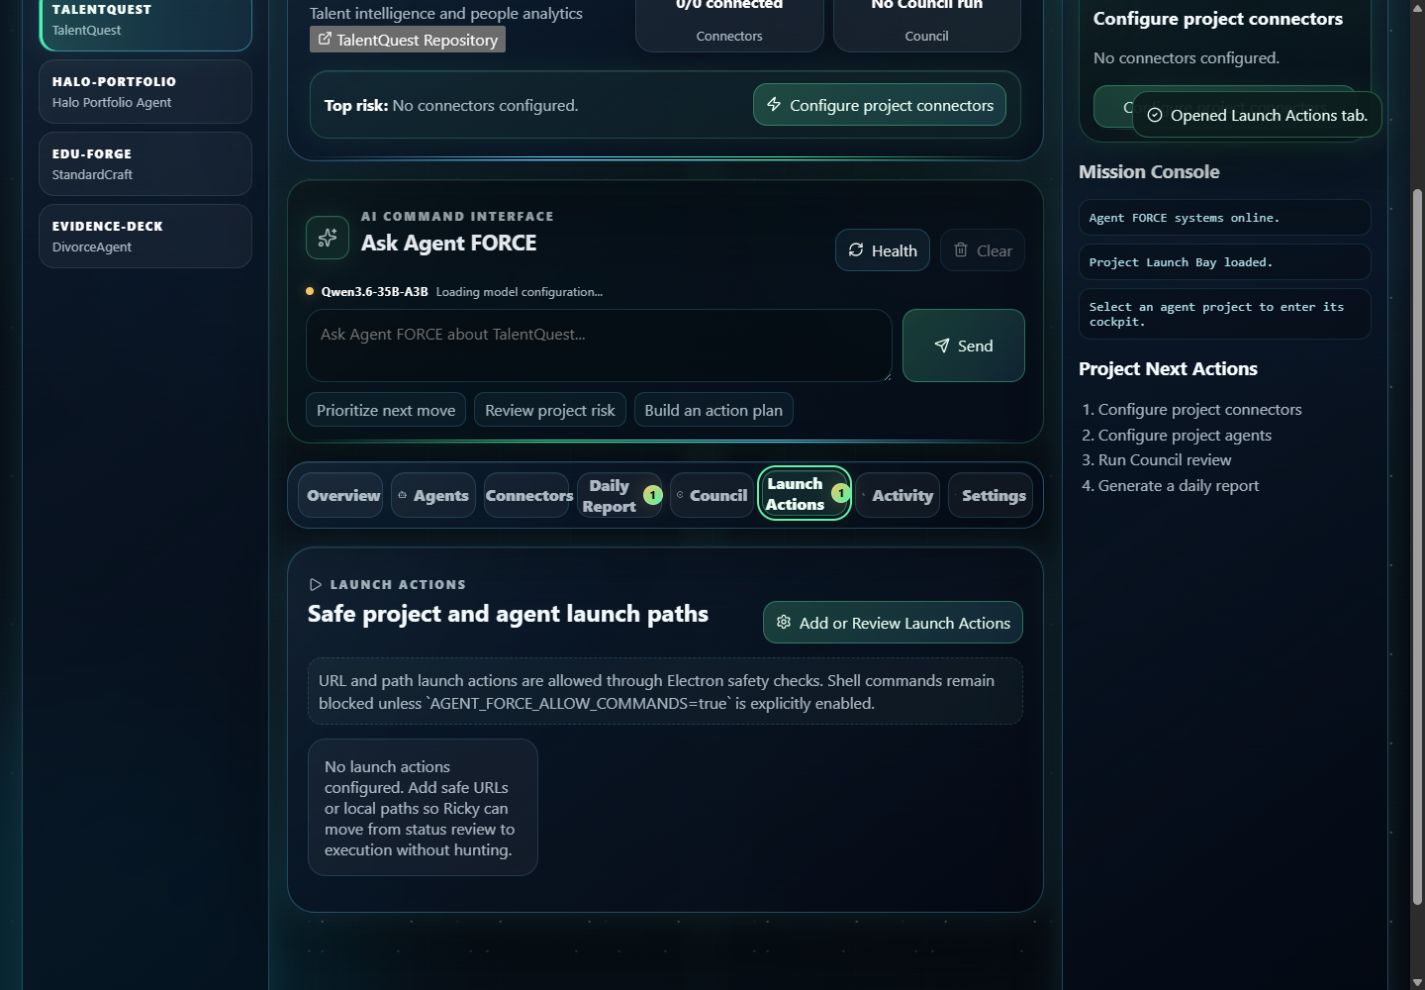 TALENTQUEST
TalentQuest
HALO-PORTFOLIO
Halo Portfolio Agent
EDU-FORGE
StandardCraft
EVIDENCE-DECK
DivorceAgent
Talent intelligence and people analytics
TalentQuest Repository
0/0 connected
Connectors
No Council run
Council
Top risk: No connectors configured.
Configure project connectors
AI COMMAND INTERFACE
Ask Agent FORCE
Health
Clear
Qwen3.6-35B-A3B Loading model configuration...
Ask Agent FORCE about TalentQuest...
Send
Prioritize next move
Review project risk
Build an action plan
Overview
Agents
Connectors
Daily
Report
1
Council
Launch
Actions
1
Activity
Settings
LAUNCH ACTIONS
Safe project and agent launch paths
Add or Review Launch Actions
URL and path launch actions are allowed through Electron safety checks. Shell commands remain
blocked unless `AGENT_FORCE_ALLOW_COMMANDS=true` is explicitly enabled.
No launch actions
configured. Add safe URLs
or local paths so Ricky can
move from status review to
execution without hunting.
Configure project connectors
No connectors configured.
Opened Launch Actions tab.
Mission Console
Agent FORCE systems online.
Project Launch Bay loaded.
Select an agent project to enter its
cockpit.
Project Next Actions
1. Configure project connectors
2. Configure project agents
3. Run Council review
4. Generate a daily report